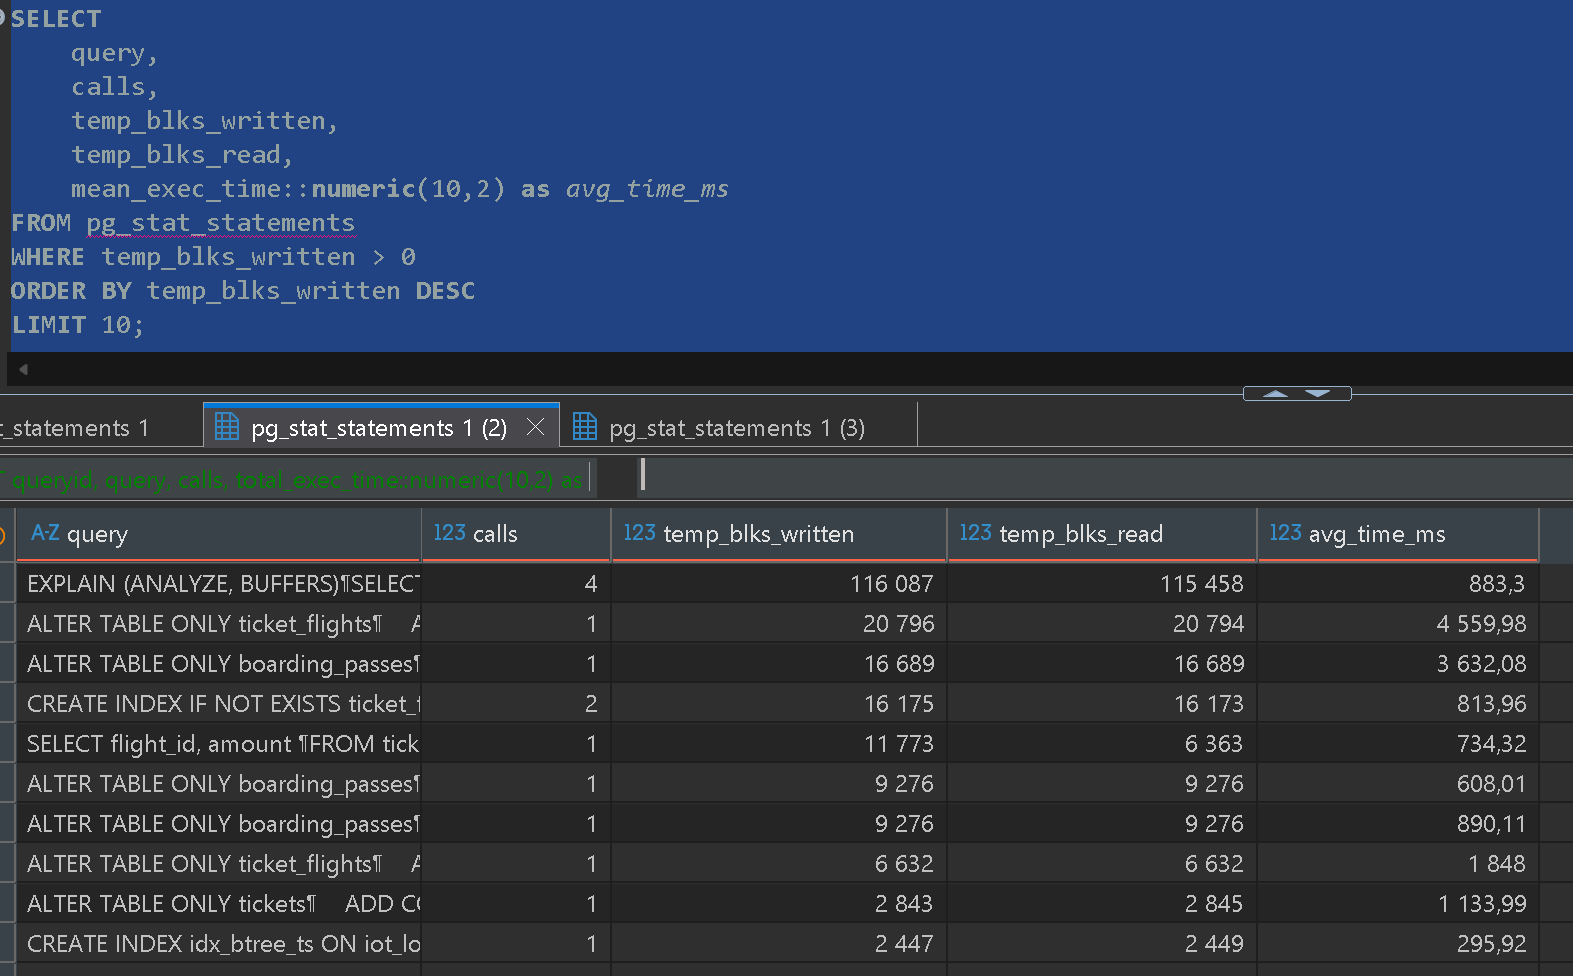 SELECT
query,
calls,
temp_blks_written,
temp_blks_read,
mean_exec_time::numeric(10,2) as avg_time_ms
FROM pg_stat_statements
WHERE temp_blks_written > 0
ORDER BY temp_blks_written DESC
LIMIT 10;
t_statements 1 pg_stat_statements 1 (2) pg_stat_statements 1 (3)
T queryid, query, calls, total_exec_time::numeric(10,2) as
A-Z query 123 calls 123 temp_blks_written 123 temp_blks_read 123 avg_time_ms
EXPLAIN (ANALYZE, BUFFERS)¶SELECT 4 116 087 115 458 883,3
ALTER TABLE ONLY ticket_flights¶ A 1 20 796 20 794 4 559,98
ALTER TABLE ONLY boarding_passes¶ 1 16 689 16 689 3 632,08
CREATE INDEX IF NOT EXISTS ticket_f 2 16 175 16 173 813,96
SELECT flight_id, amount ¶FROM tick 1 11 773 6 363 734,32
ALTER TABLE ONLY boarding_passes¶ 1 9 276 9 276 608,01
ALTER TABLE ONLY boarding_passes¶ 1 9 276 9 276 890,11
ALTER TABLE ONLY ticket_flights¶ A 1 6 632 6 632 1 848
ALTER TABLE ONLY tickets¶ ADD CO 1 2 843 2 845 1 133,99
CREATE INDEX idx_btree_ts ON iot_lo 1 2 447 2 449 295,92